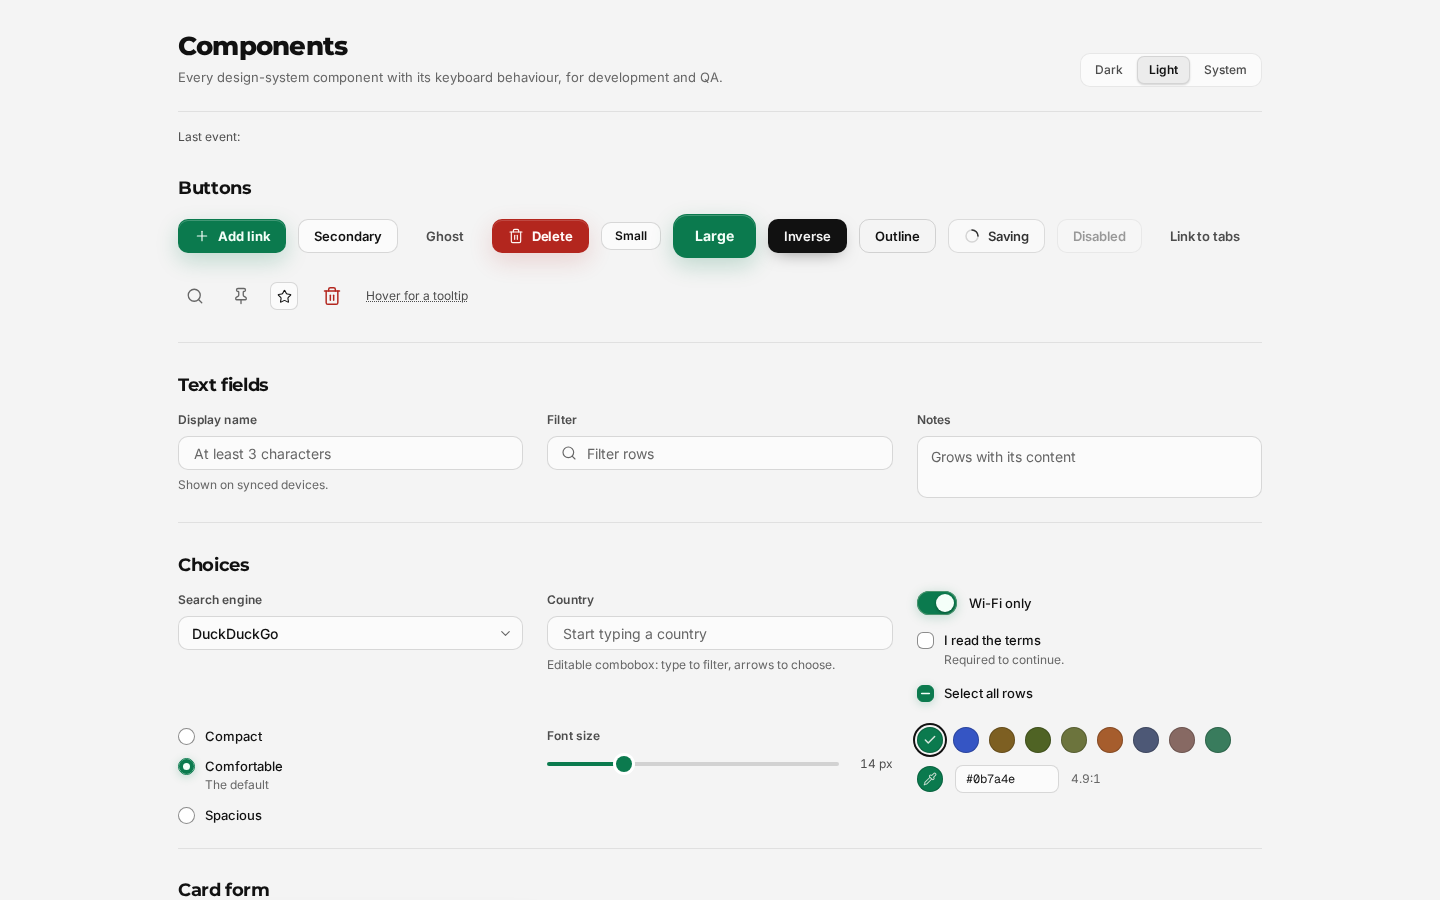 Components
Every design-system component with its keyboard behaviour, for development and QA.
Dark Light System
Last event:
Buttons
Add link Secondary Ghost Delete Small Large Inverse Outline Saving Disabled Link to tabs
Hover for a tooltip
Text fields
Display name
At least 3 characters
Shown on synced devices.
Filter
Filter rows
Notes
Grows with its content
Choices
Search engine
DuckDuckGo
Country
Start typing a country
Editable combobox: type to filter, arrows to choose.
Wi-Fi only
I read the terms
Required to continue.
Select all rows
Compact
Comfortable
The default
Spacious
Font size
14 px
#0b7a4e 4.9:1
Card form